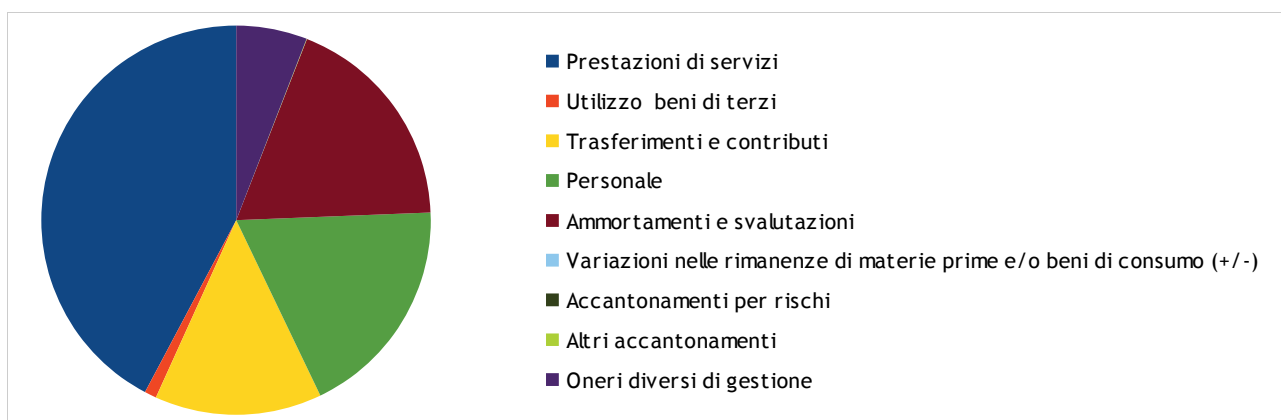 Prestazioni di servizi
Utilizzo beni di terzi
Trasferimenti e contributi
Personale
Ammortamenti e svalutazioni
Variazioni nelle rimanenze di materie prime e/o beni di consumo (+/-)
Accantonamenti per rischi
Altri accantonamenti
Oneri diversi di gestione